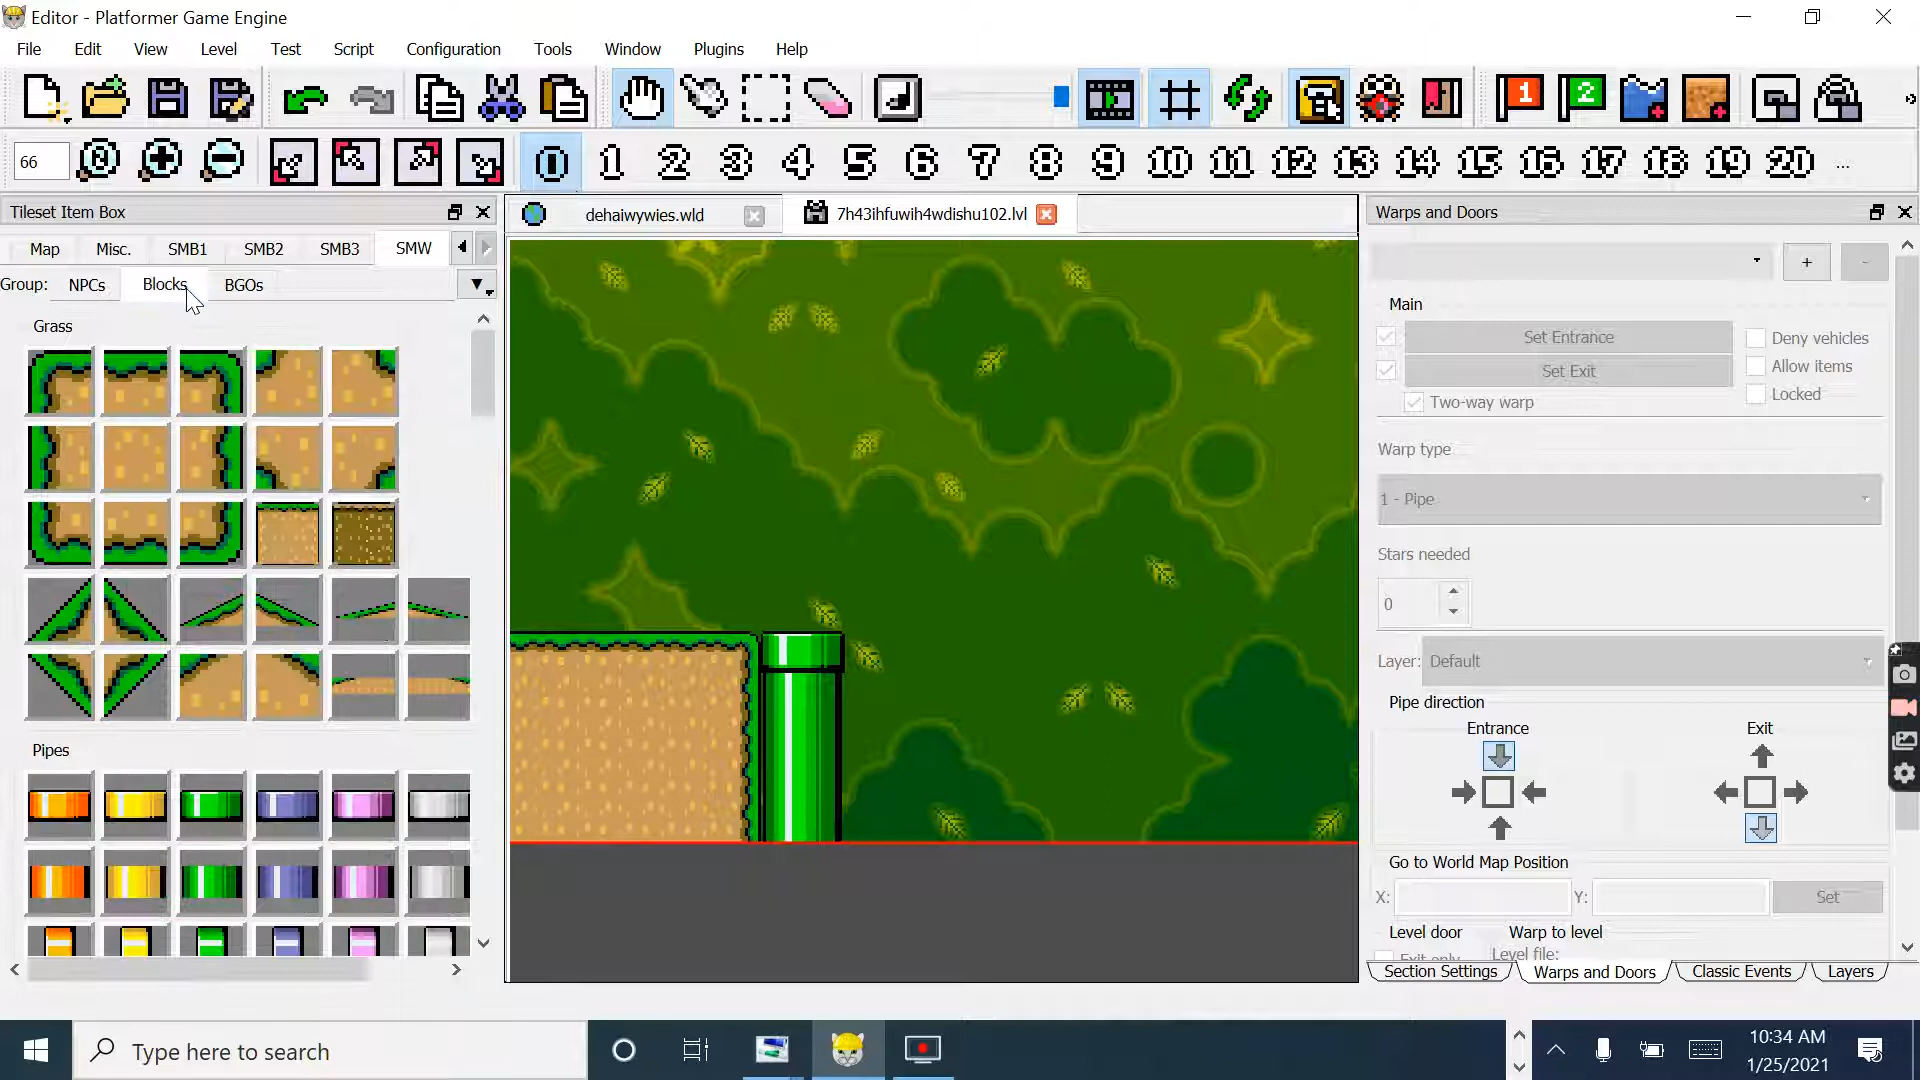 Editor - Platformer Game Engine
File Edit View Level Test Script Configuration Tools Window Plugins Help
1 2
66 0 1 2 3 4 5 6 7 8 9 10 11 12 13 14 15 16 17 18 19 20 ...
Tileset Item Box
dehaiwywies.wld
7h43ihfuwih4wdishu102.lvl
Warps and Doors
Map Misc. SMB1 SMB2 SMB3 SMW
Group: NPCs Blocks BGOs
Grass
Pipes
+ -
Main
Set Entrance
Deny vehicles
Set Exit
Allow items
Locked
Two-way warp
Warp type
1 - Pipe
Stars needed
0
Layer: Default
Pipe direction
Entrance Exit
Go to World Map Position
X: Y: Set
Level door Warp to level
Exit only Level file:
Section Settings Warps and Doors Classic Events Layers
Type here to search
10:34 AM
1/25/2021